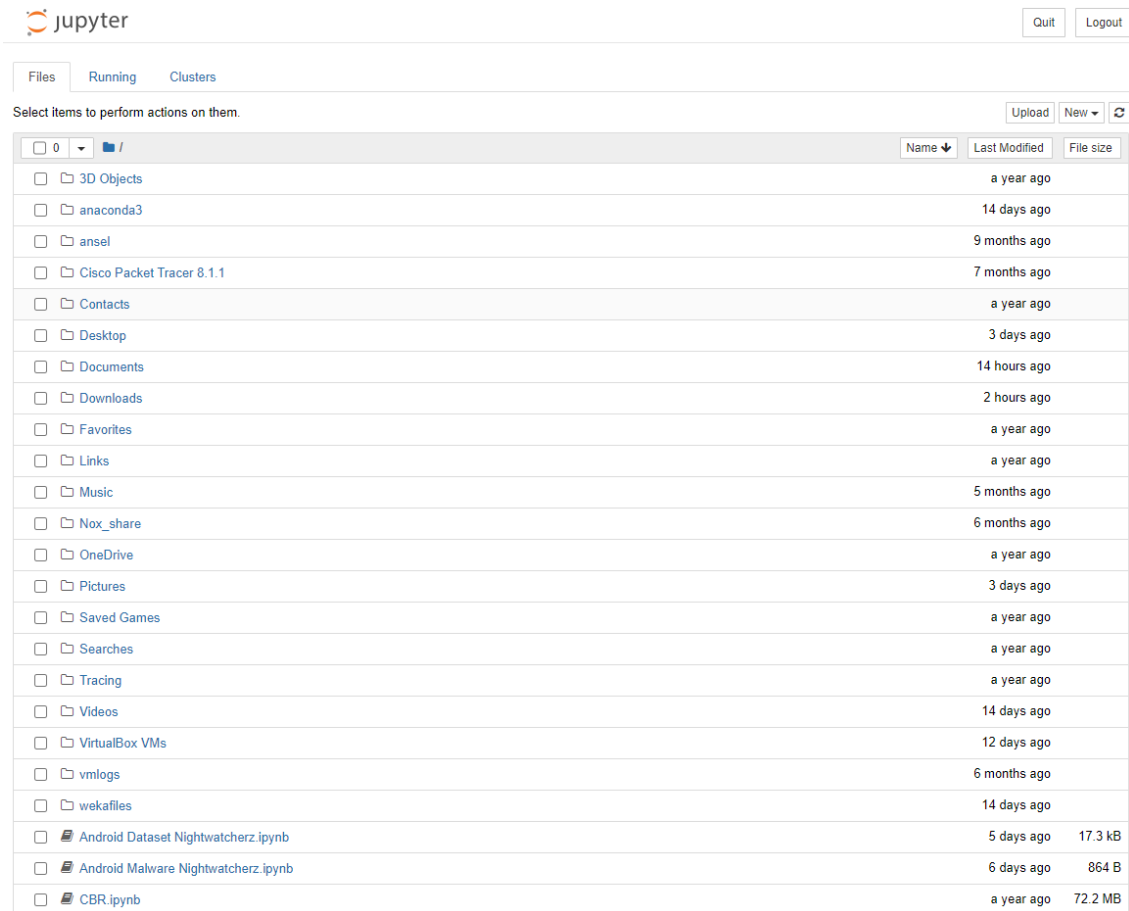 jupyter
Quit Logout
Files Running Clusters
Select items to perform actions on them.
Upload New
0 / Name Last Modified File size
3D Objects a year ago
anaconda3 14 days ago
ansel 9 months ago
Cisco Packet Tracer 8.1.1 7 months ago
Contacts a year ago
Desktop 3 days ago
Documents 14 hours ago
Downloads 2 hours ago
Favorites a year ago
Links a year ago
Music 5 months ago
Nox_share 6 months ago
OneDrive a year ago
Pictures 3 days ago
Saved Games a year ago
Searches a year ago
Tracing a year ago
Videos 14 days ago
VirtualBox VMs 12 days ago
vmlogs 6 months ago
wekafiles 14 days ago
Android Dataset Nightwatcherz.ipynb 5 days ago 17.3 kB
Android Malware Nightwatcherz.ipynb 6 days ago 864 B
CBR.ipynb a year ago 72.2 MB